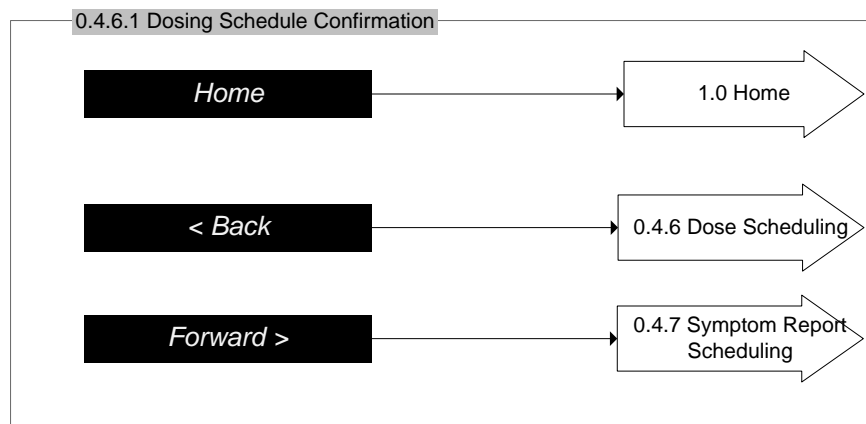 0.4.6.1 Dosing Schedule Confirmation
Home
1.0 Home
< Back
0.4.6 Dose Scheduling
Forward >
0.4.7 Symptom Report
Scheduling